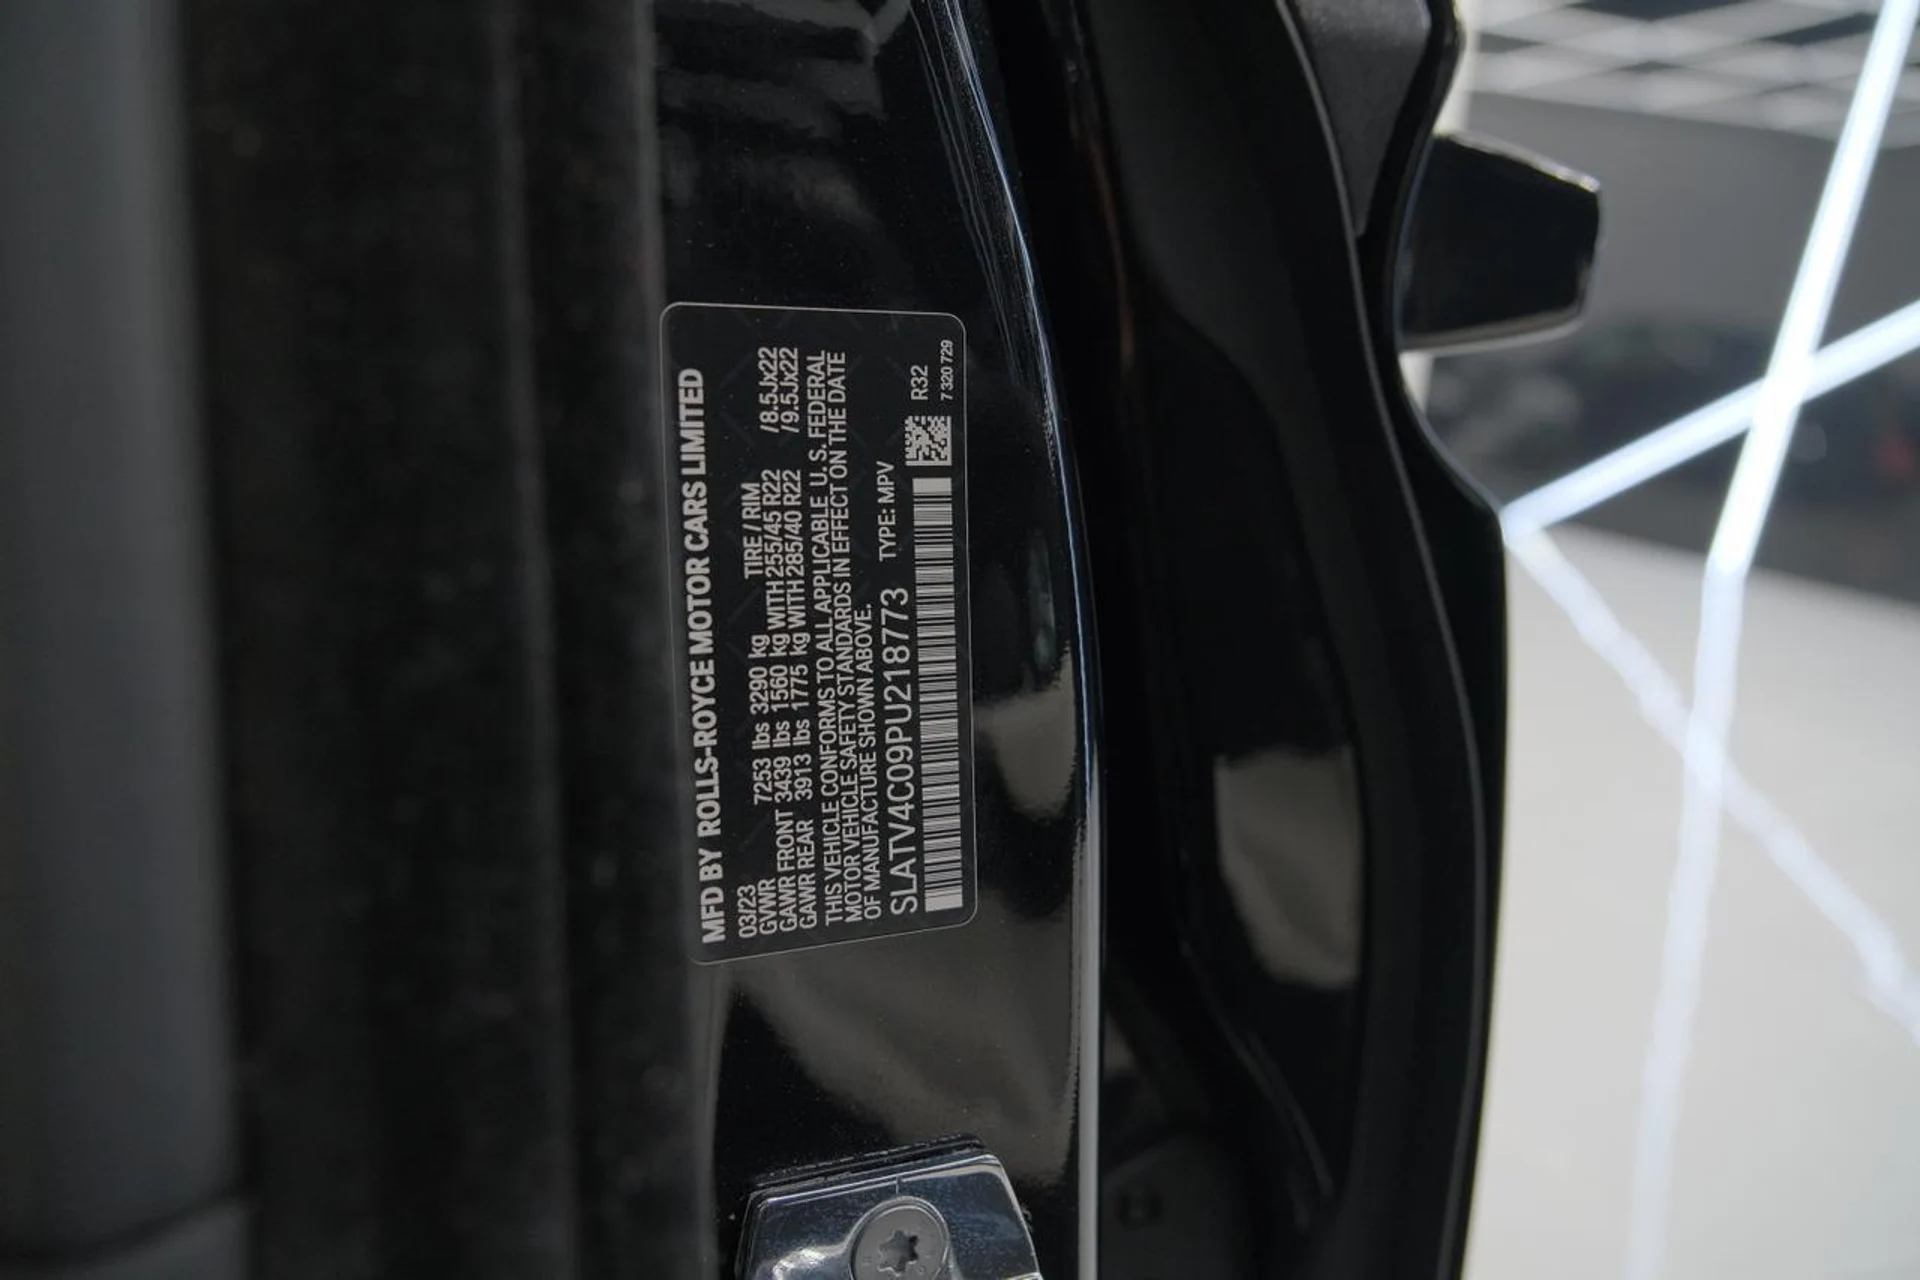 MFD BY ROLLS-ROYCE MOTOR CARS LIMITED
03/23
GVWR 7253 lbs 3290 kg TIRE / RIM
GAWR FRONT 3439 lbs 1560 kg WITH 255/45 R22 /8.5Jx22
GAWR REAR 3913 lbs 1775 kg WITH 285/40 R22 /9.5Jx22
THIS VEHICLE CONFORMS TO ALL APPLICABLE U. S. FEDERAL
MOTOR VEHICLE SAFETY STANDARDS IN EFFECT ON THE DATE
OF MANUFACTURE SHOWN ABOVE.
SLATV4C09PU218773 TYPE: MPV
R32
7 320 729